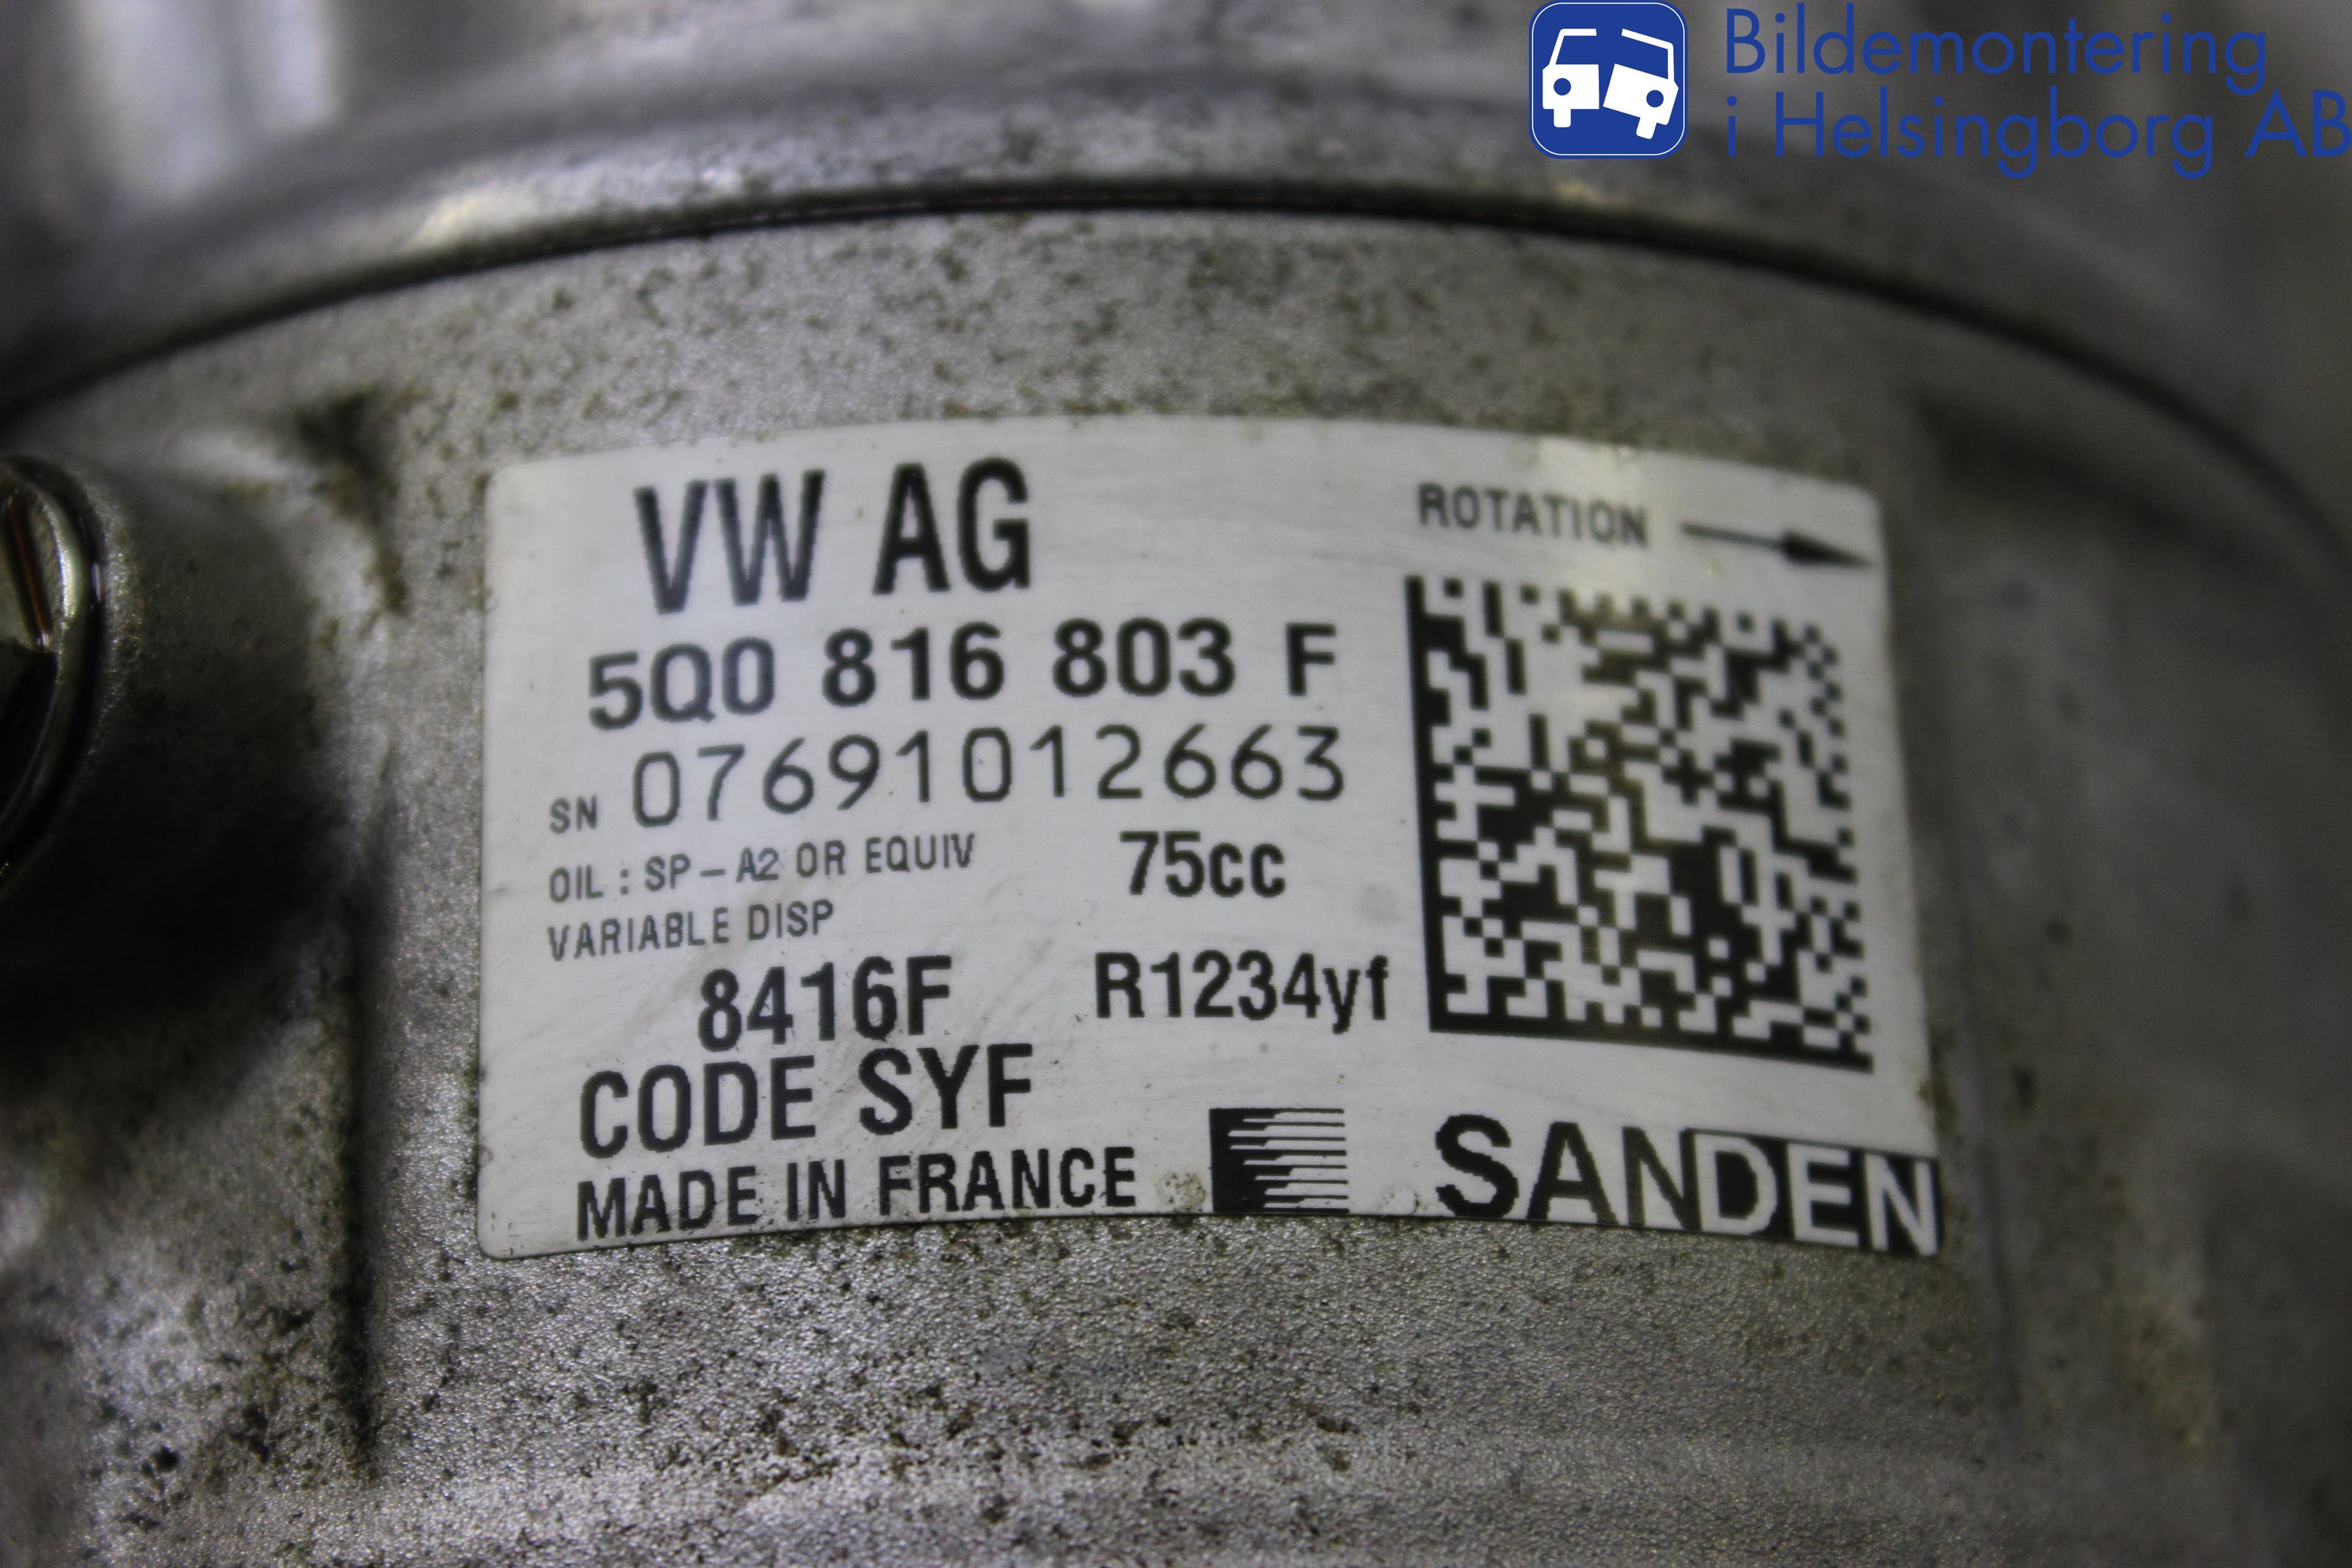 Bildemontering
i Helsingborg AB
VW AG
ROTATION
5Q0 816 803 F
SN 07691012663
OIL : SP - A2 OR EQUIV 75cc
VARIABLE DISP
8416F R1234yf
CODE SYF
MADE IN FRANCE SANDEN